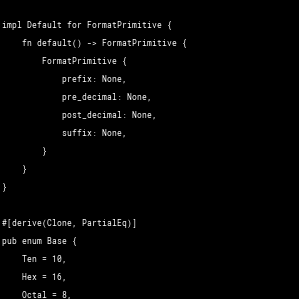 impl Default for FormatPrimitive {
    fn default() -> FormatPrimitive {
        FormatPrimitive {
            prefix: None,
            pre_decimal: None,
            post_decimal: None,
            suffix: None,
        }
    }
}

#[derive(Clone, PartialEq)]
pub enum Base {
    Ten = 10,
    Hex = 16,
    Octal = 8,